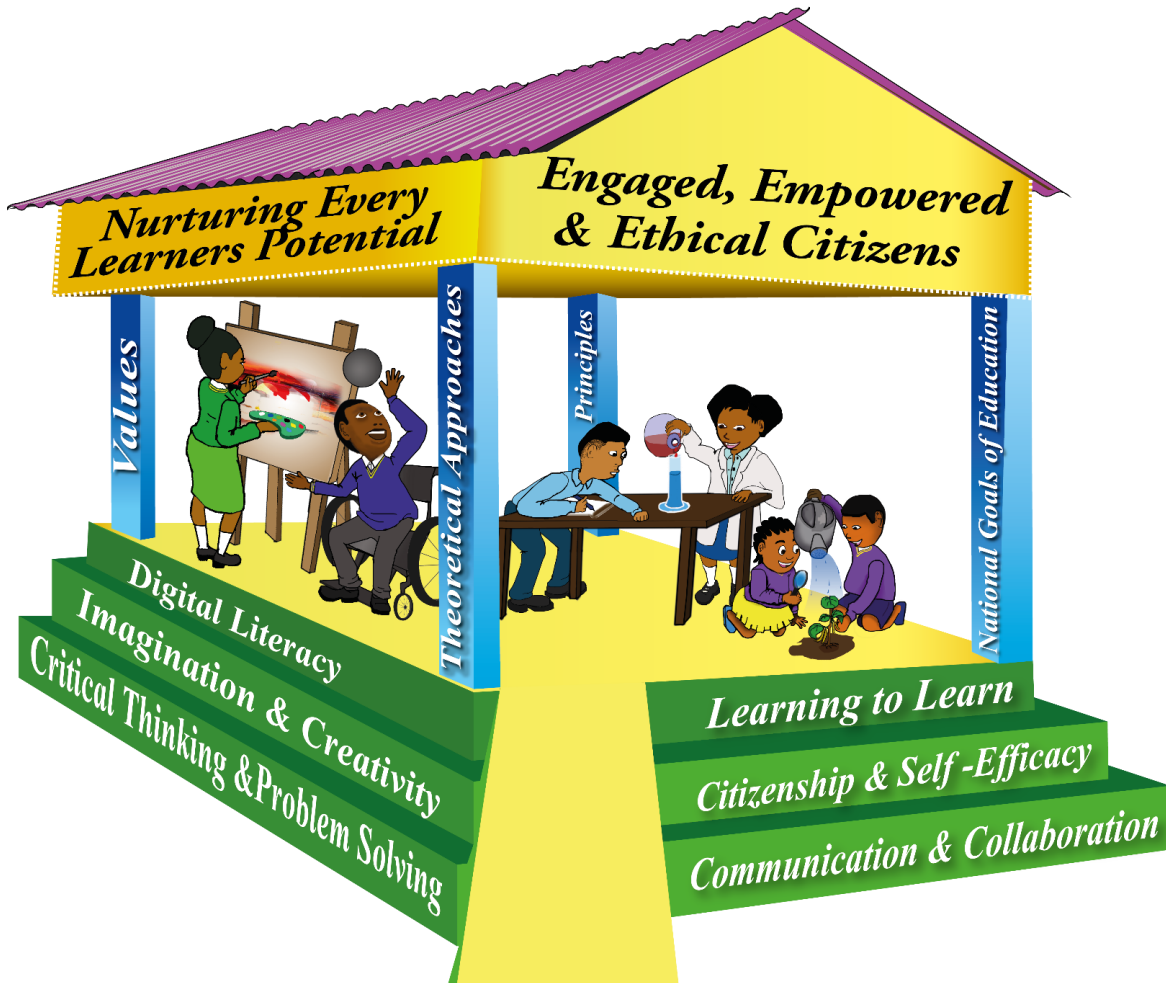 Nurturing Every
Learners Potential
Engaged, Empowered
& Ethical Citizens
Values
Theoretical Approaches
Principles
National Goals of Education
Digital Literacy
Imagination & Creativity
Critical Thinking &Problem Solving
Learning to Learn
Citizenship & Self -Efficacy
Communication & Collaboration